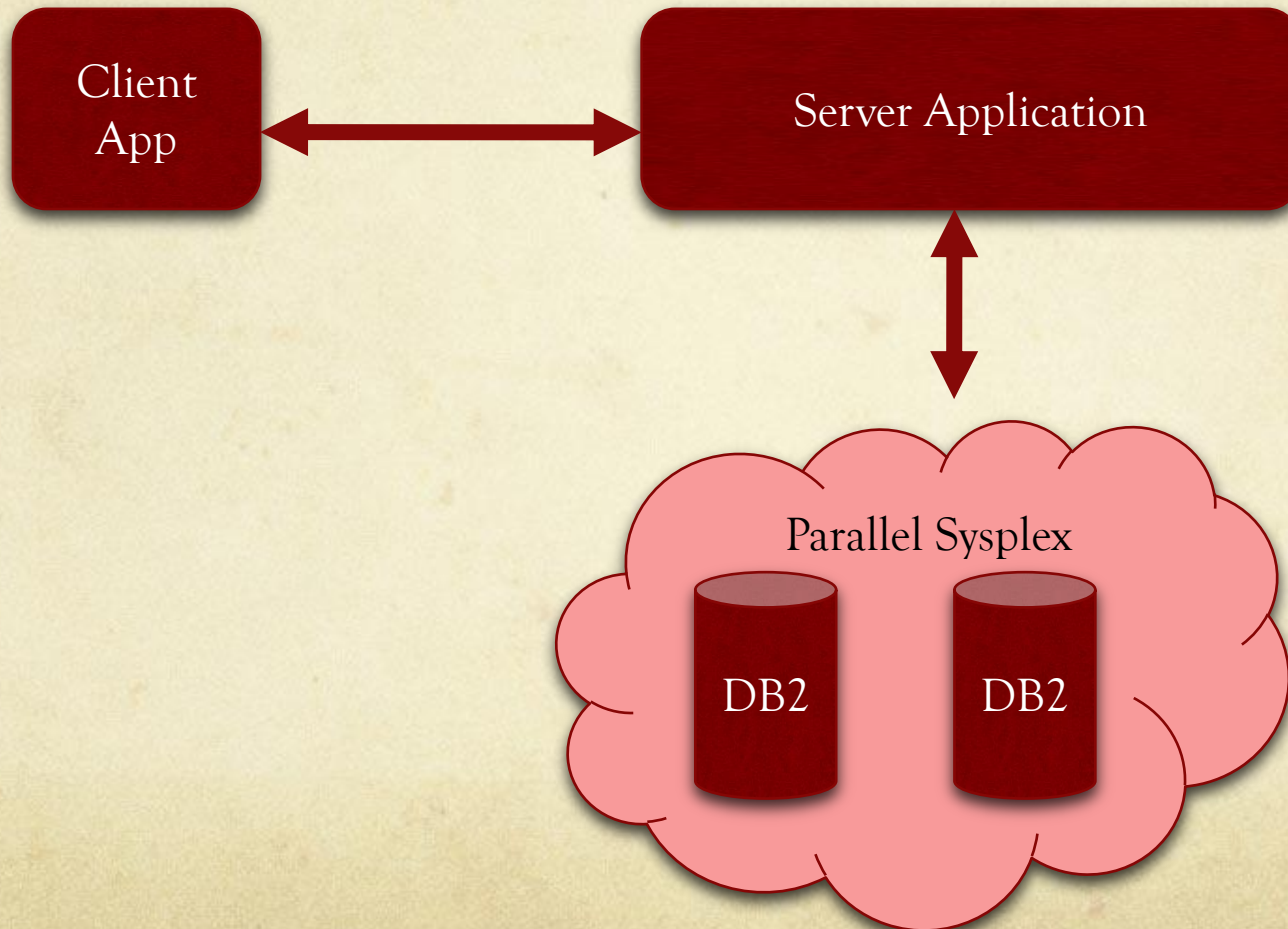 Client
App
Server Application
Parallel Sysplex
DB2
DB2